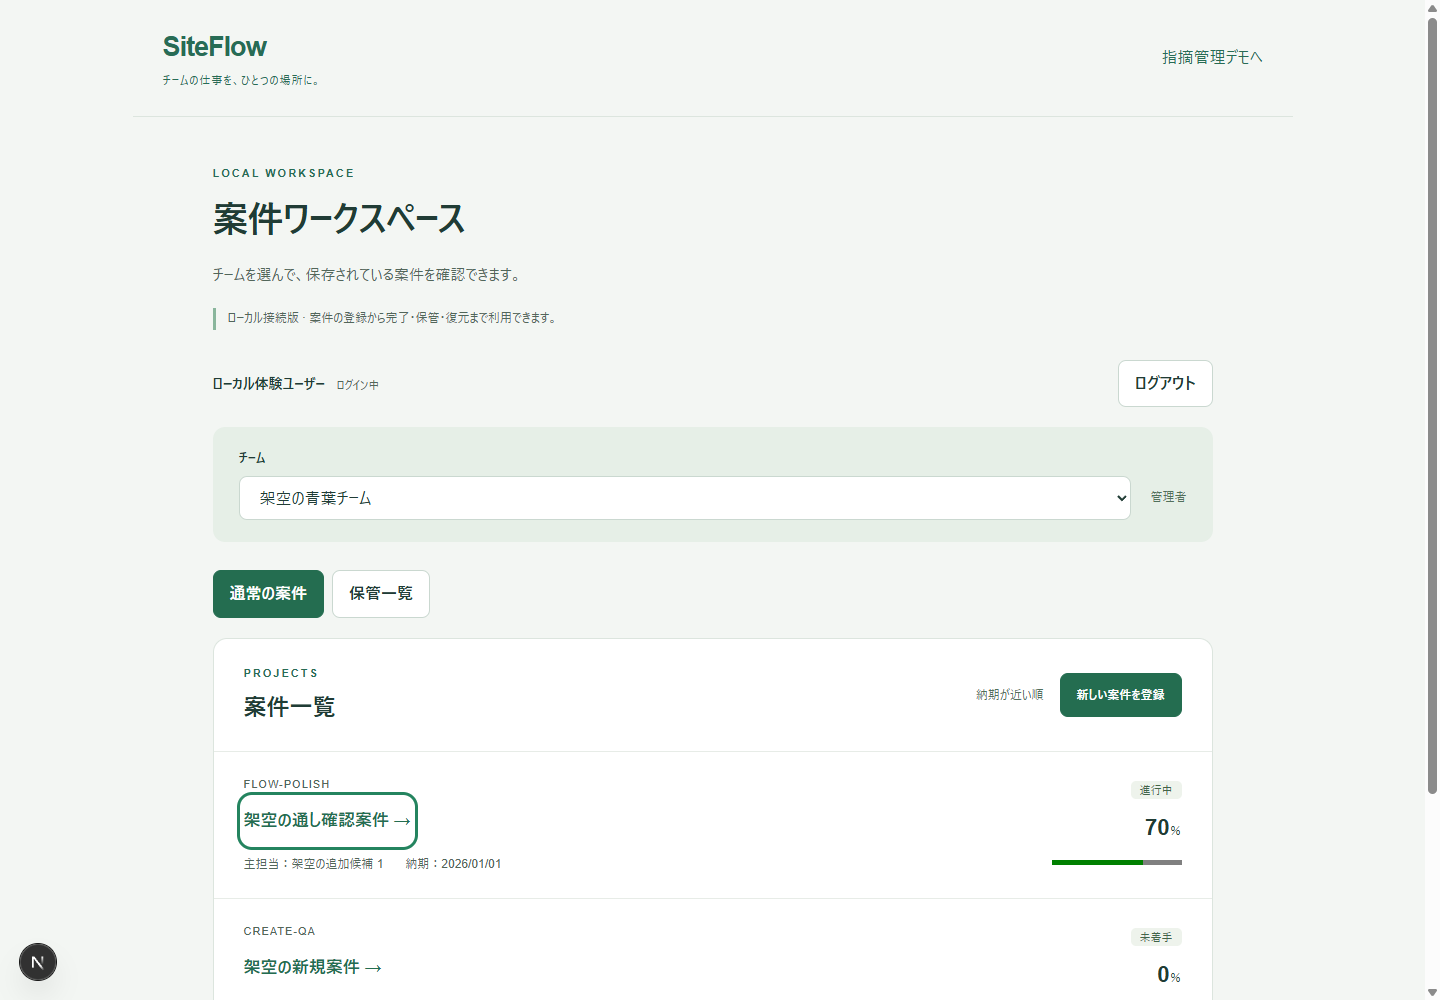 SiteFlow
チームの仕事を、ひとつの場所に。
指摘管理デモへ
LOCAL WORKSPACE
案件ワークスペース
チームを選んで、保存されている案件を確認できます。
ローカル接続版 · 案件の登録から完了・保管・復元まで利用できます。
ローカル体験ユーザー ログイン中
ログアウト
チーム
架空の青葉チーム
管理者
通常の案件
保管一覧
PROJECTS
案件一覧
納期が近い順
新しい案件を登録
FLOW-POLISH
架空の通し確認案件 →
主担当：架空の追加候補 1 納期：2026/01/01
進行中
70%
CREATE-QA
架空の新規案件 →
未着手
0%
N